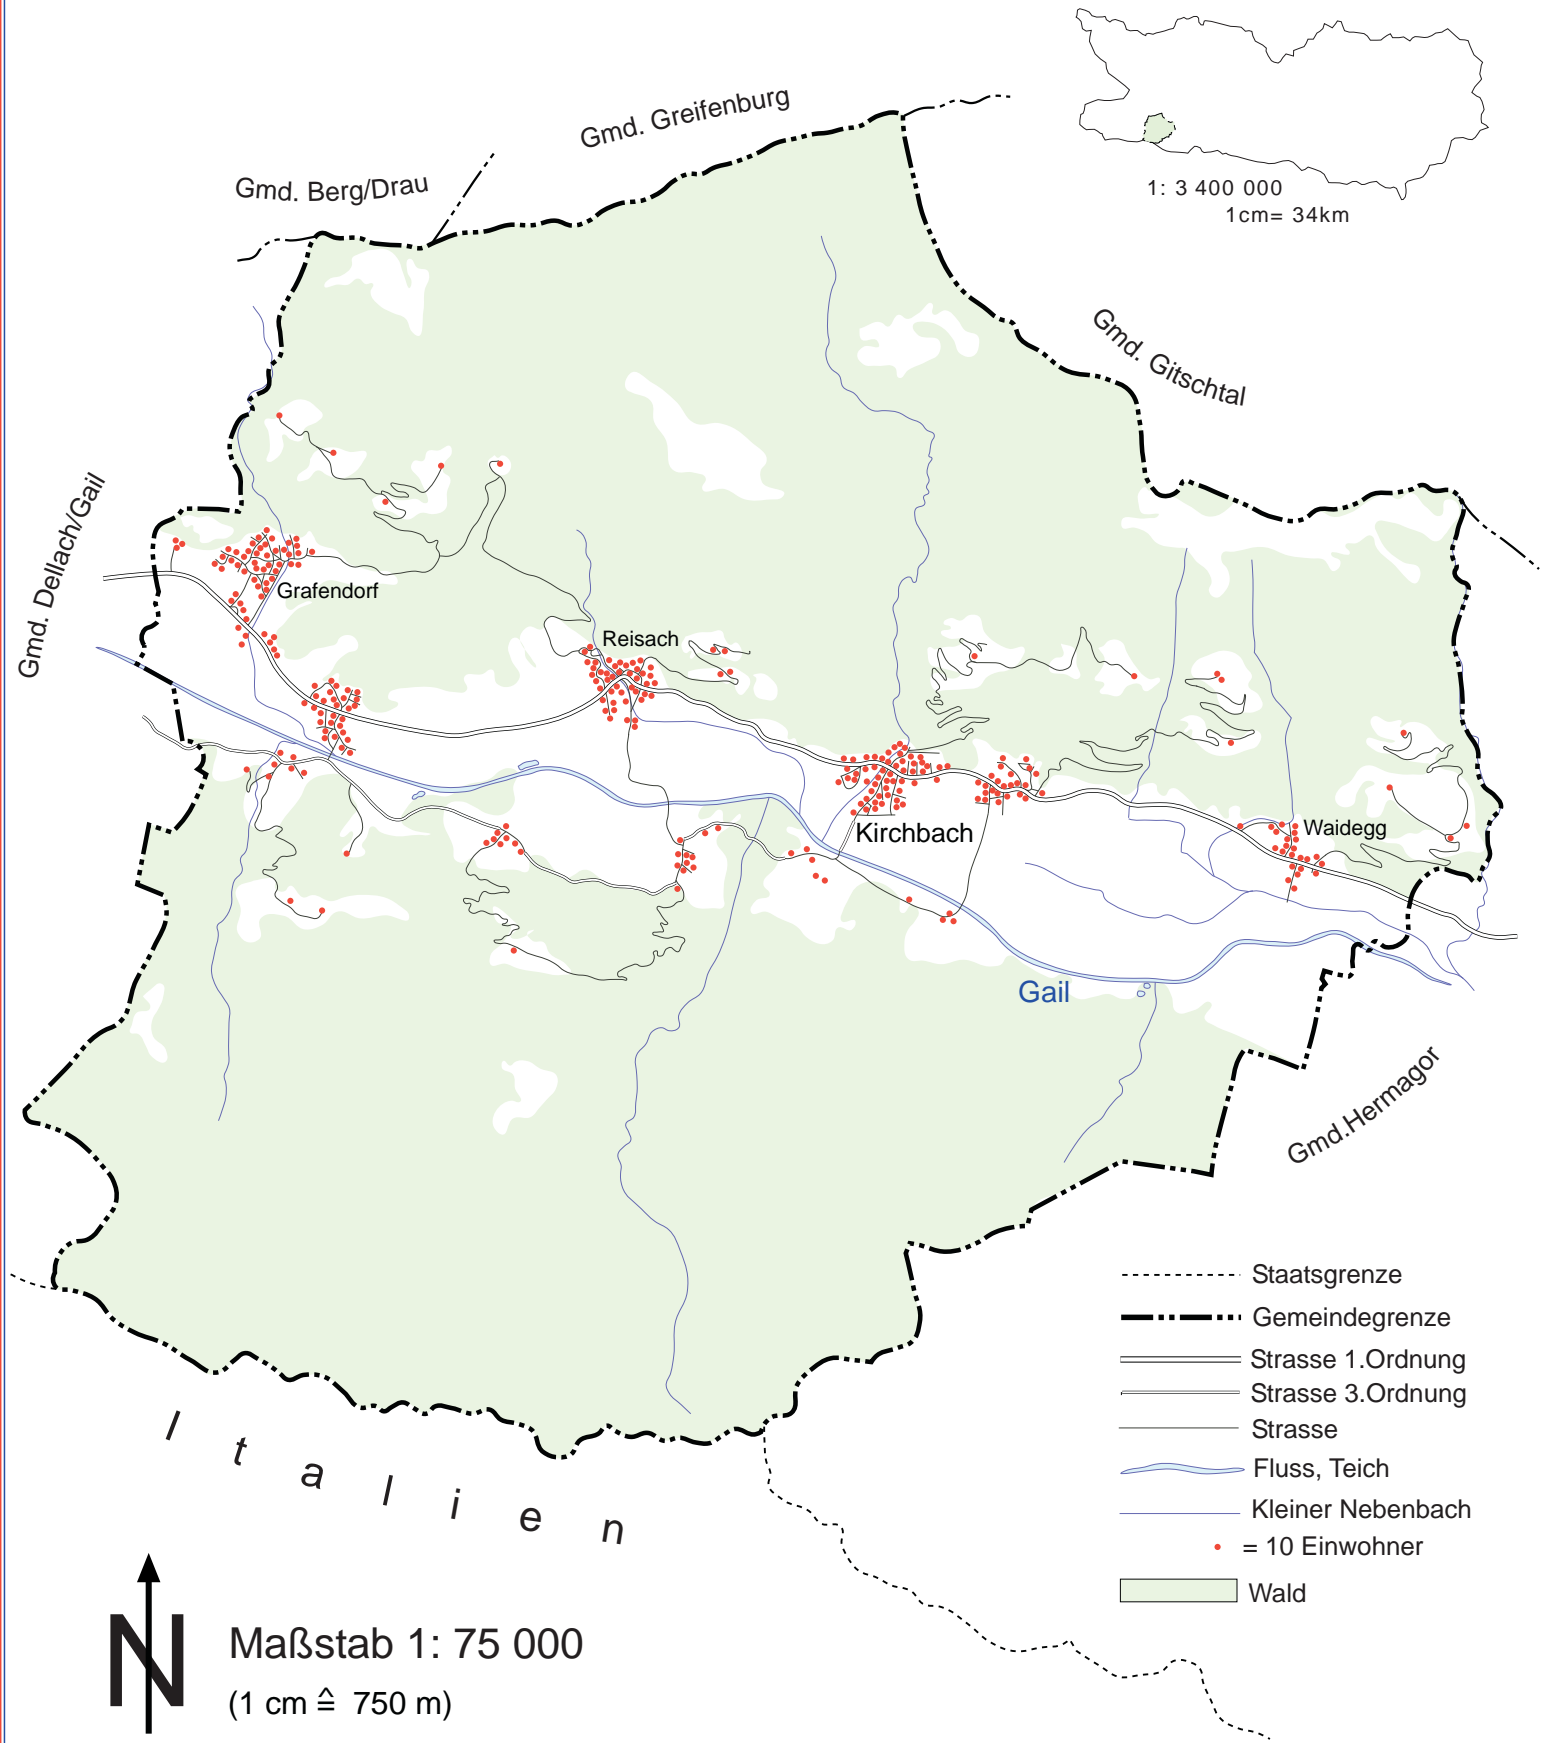 1: 3 400 000
1cm= 34km
Gmd. Greifenburg
Gmd. Berg/Drau
Gmd. Gitschtal
Gmd. Dellach/Gail
Grafendorf
Reisach
Kirchbach
Waidegg
Gail
Gmd.Hermagor
Italien
Staatsgrenze
Gemeindegrenze
Strasse 1.Ordnung
Strasse 3.Ordnung
Strasse
Fluss, Teich
Kleiner Nebenbach
= 10 Einwohner
Wald
N
Maßstab 1: 75 000
(1 cm ≙ 750 m)